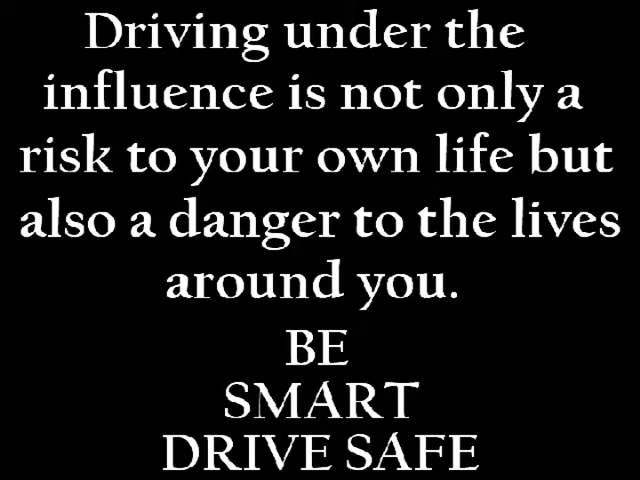 Driving under the
influence is not only a
risk to your own life but
also a danger to the lives
around you.
BE
SMART
DRIVE SAFE